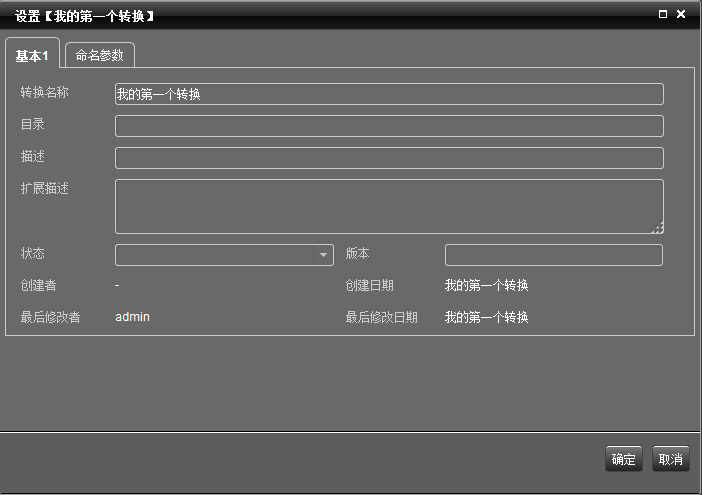 设置【我的第一个转换】
基本1 命名参数
转换名称 我的第一个转换
目录
描述
扩展描述
状态 版本
创建者 - 创建日期 我的第一个转换
最后修改者 admin 最后修改日期 我的第一个转换
确定 取消